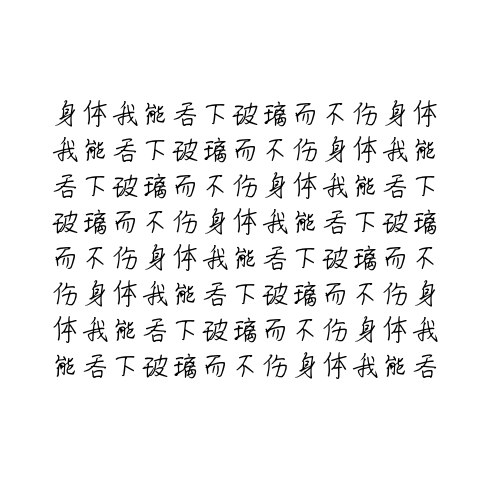 身体我能吞下玻璃而不伤身体
我能吞下玻璃而不伤身体我能
吞下玻璃而不伤身体我能吞下
玻璃而不伤身体我能吞下玻璃
而不伤身体我能吞下玻璃而不
伤身体我能吞下玻璃而不伤身
体我能吞下玻璃而不伤身体我
能吞下玻璃而不伤身体我能吞